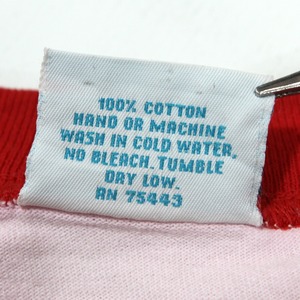 100% COTTON
HAND OR MACHINE
WASH IN COLD WATER,
NO BLEACH, TUMBLE
DRY LOW.
RN 75443